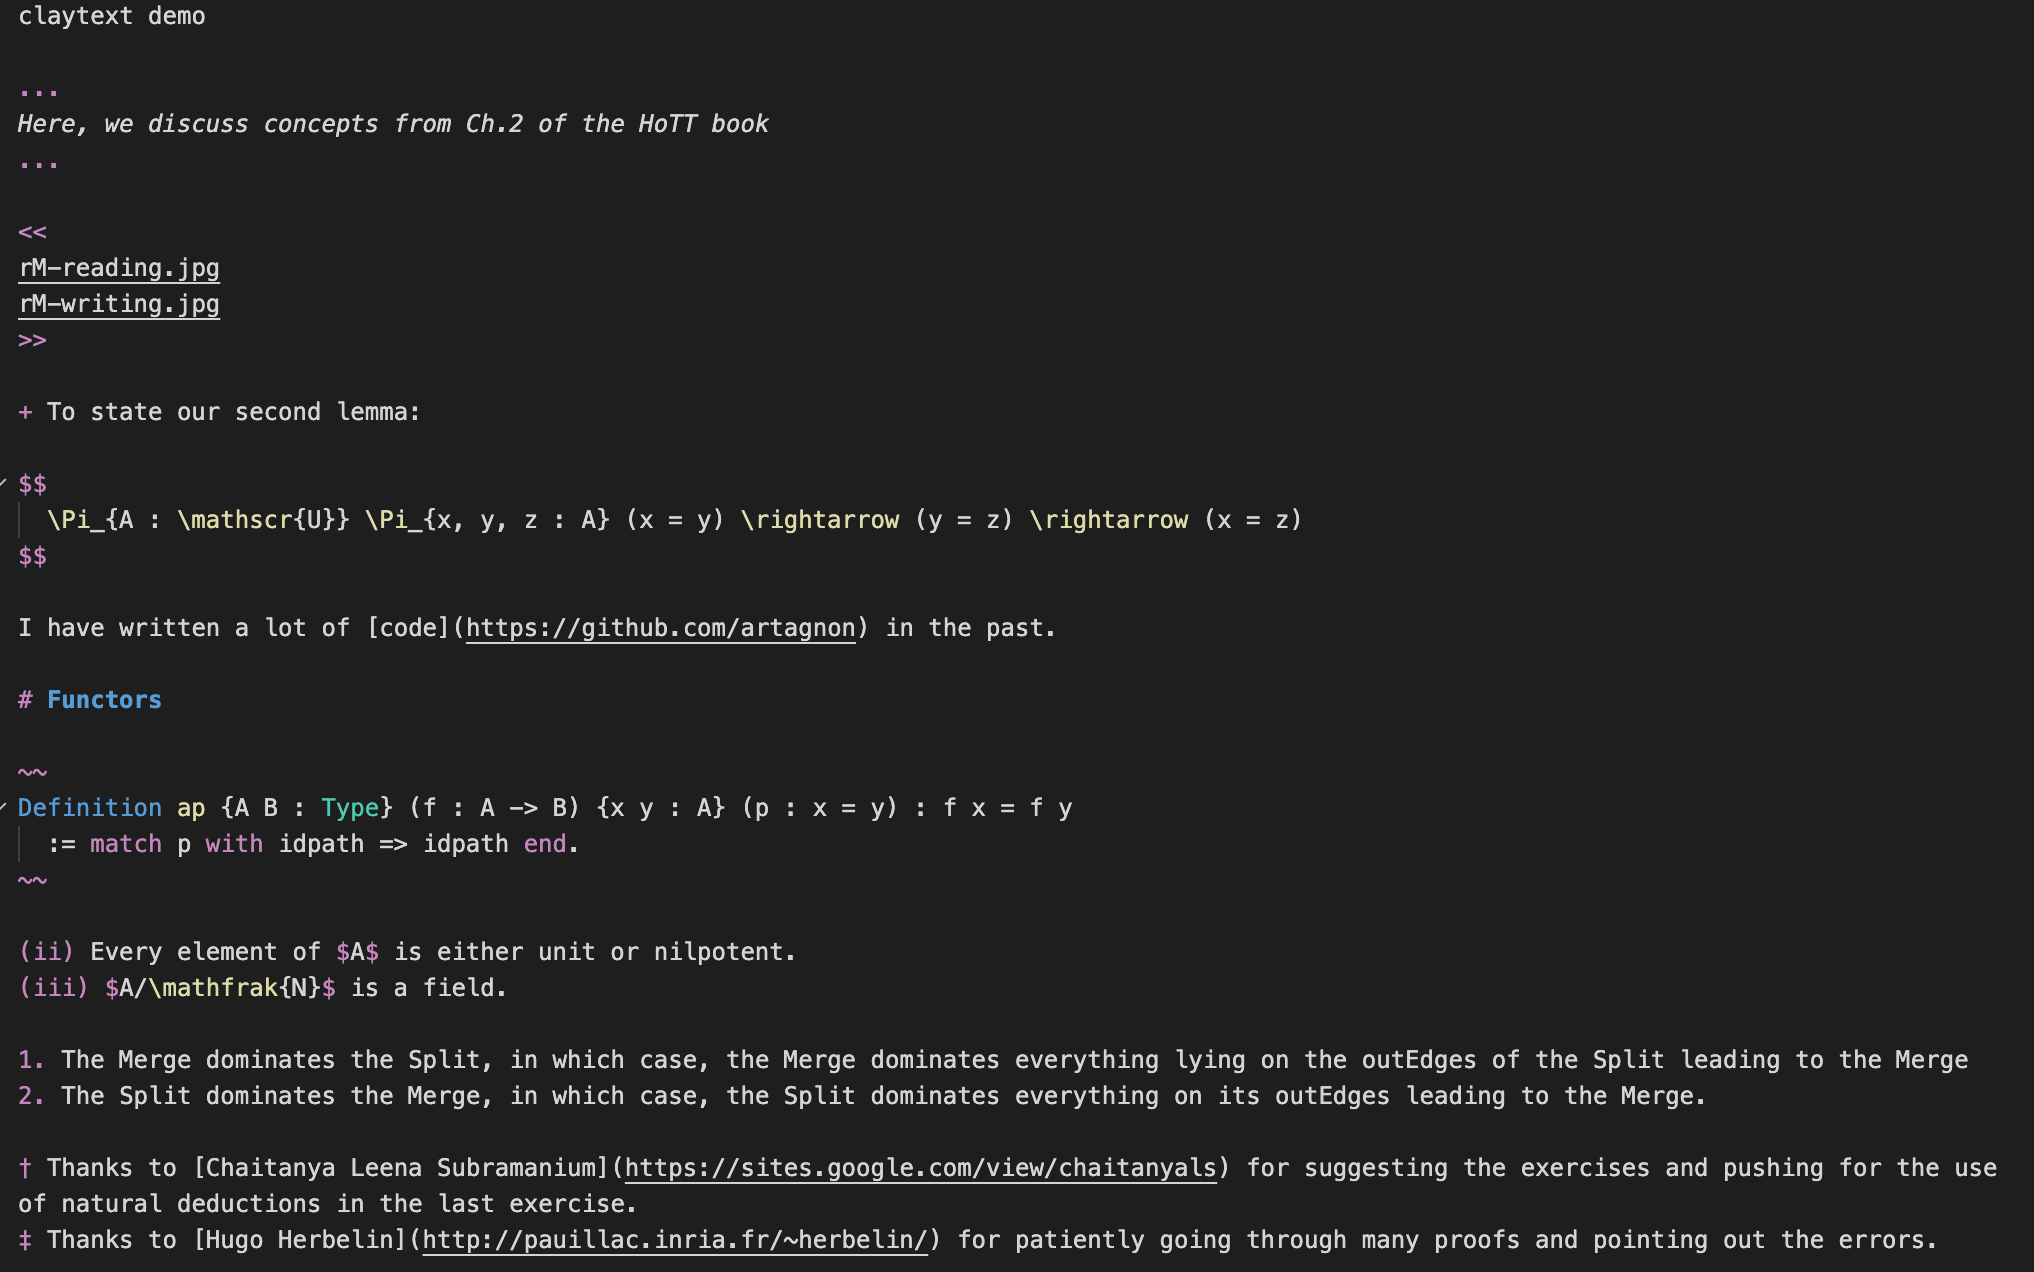 claytext demo
...
Here, we discuss concepts from Ch.2 of the HoTT book
...
<<
rM-reading.jpg
rM-writing.jpg
>>
+ To state our second lemma:
$$
\Pi_{A : \mathscr{U}} \Pi_{x, y, z : A} (x = y) \rightarrow (y = z) \rightarrow (x = z)
$$
I have written a lot of [code](https://github.com/artagnon) in the past.
# Functors
~~
Definition ap {A B : Type} (f : A -> B) {x y : A} (p : x = y) : f x = f y
:= match p with idpath => idpath end.
~~
(ii) Every element of $A$ is either unit or nilpotent.
(iii) $A/\mathfrak{N}$ is a field.
1. The Merge dominates the Split, in which case, the Merge dominates everything lying on the outEdges of the Split leading to the Merge
2. The Split dominates the Merge, in which case, the Split dominates everything on its outEdges leading to the Merge.
† Thanks to [Chaitanya Leena Subramanium](https://sites.google.com/view/chaitanyals) for suggesting the exercises and pushing for the use
of natural deductions in the last exercise.
‡ Thanks to [Hugo Herbelin](http://pauillac.inria.fr/~herbelin/) for patiently going through many proofs and pointing out the errors.